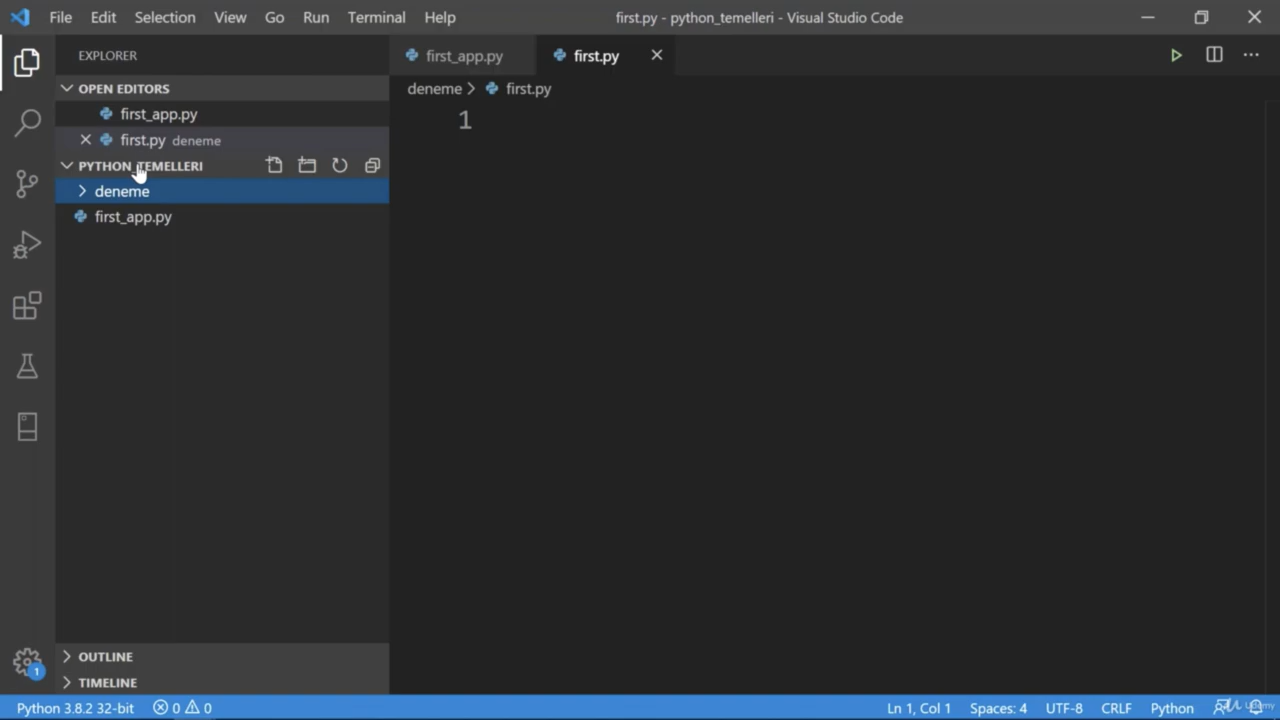 File Edit Selection View Go Run Terminal Help
first.py - python_temelleri - Visual Studio Code
EXPLORER
OPEN EDITORS
first_app.py
first.py deneme
PYTHON_TEMELLERI
deneme
first_app.py
OUTLINE
TIMELINE
first_app.py
first.py
deneme > first.py
1
1
Python 3.8.2 32-bit
0 0
Ln 1, Col 1
Spaces: 4
UTF-8
CRLF
Python
Udemy